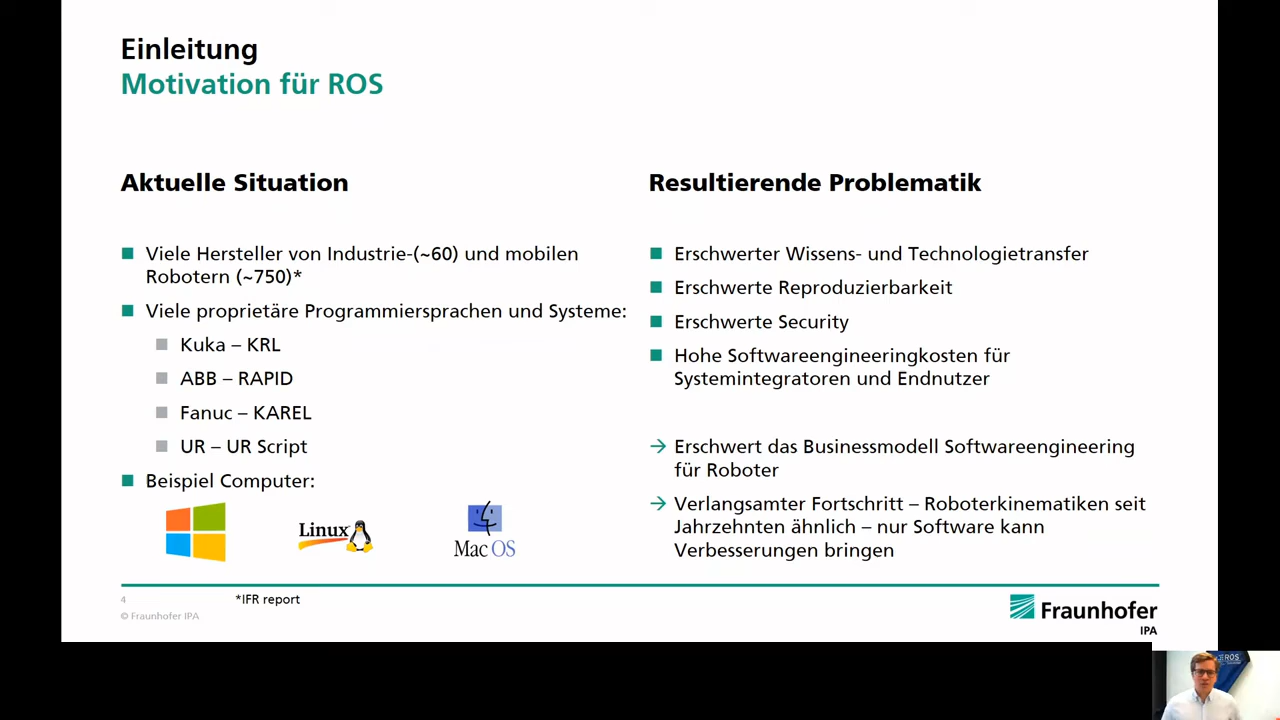 Einleitung
Motivation für ROS
Aktuelle Situation
Viele Hersteller von Industrie-(~60) und mobilen
Robotern (~750)*
Viele proprietäre Programmiersprachen und Systeme:
Kuka – KRL
ABB – RAPID
Fanuc – KAREL
UR – UR Script
Beispiel Computer:
Linux
Mac OS
Resultierende Problematik
Erschwerter Wissens- und Technologietransfer
Erschwerte Reproduzierbarkeit
Erschwerte Security
Hohe Softwareengineeringkosten für
Systemintegratoren und Endnutzer
→ Erschwert das Businessmodell Softwareengineering
für Roboter
→ Verlangsamter Fortschritt – Roboterkinematiken seit
Jahrzehnten ähnlich – nur Software kann
Verbesserungen bringen
4
*IFR report
© Fraunhofer IPA
Fraunhofer
IPA
ROS